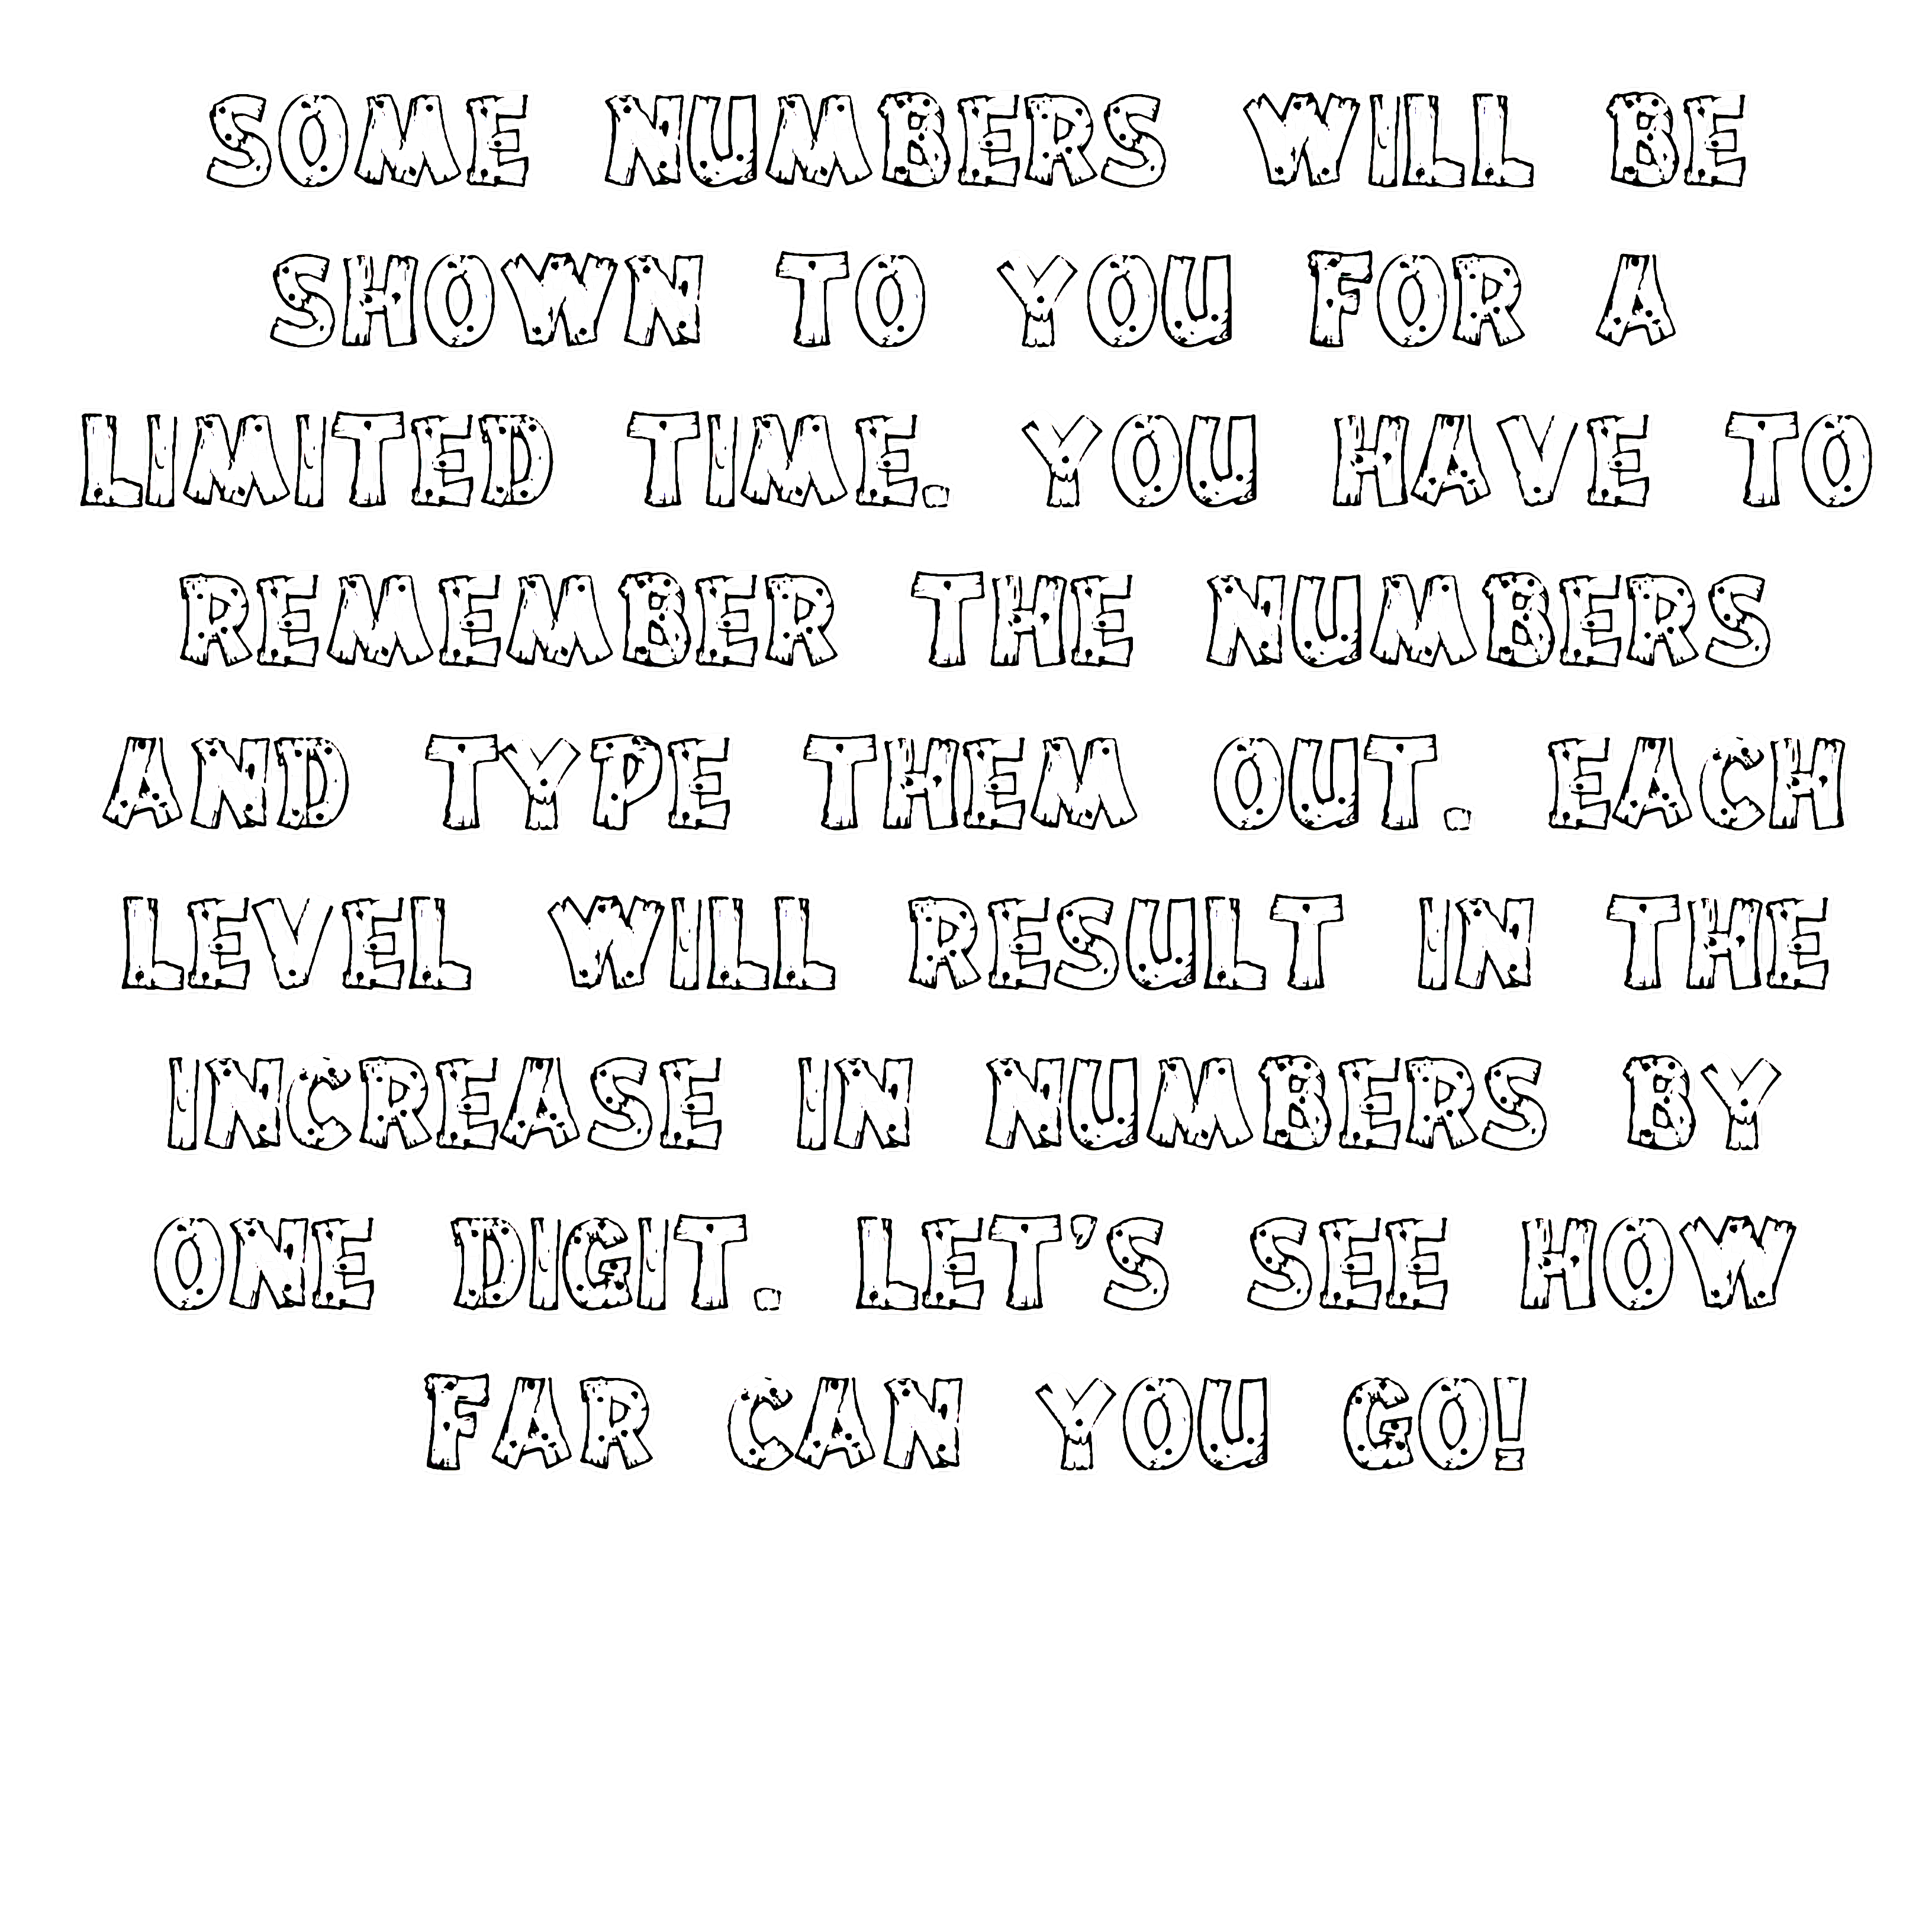 SOME NUMBERS WILL BE
SHOWN TO YOU FOR A
LIMITED TIME. YOU HAVE TO
REMEMBER THE NUMBERS
AND TYPE THEM OUT. EACH
LEVEL WILL RESULT IN THE
INCREASE IN NUMBERS BY
ONE DIGIT. LET'S SEE HOW
FAR CAN YOU GO!